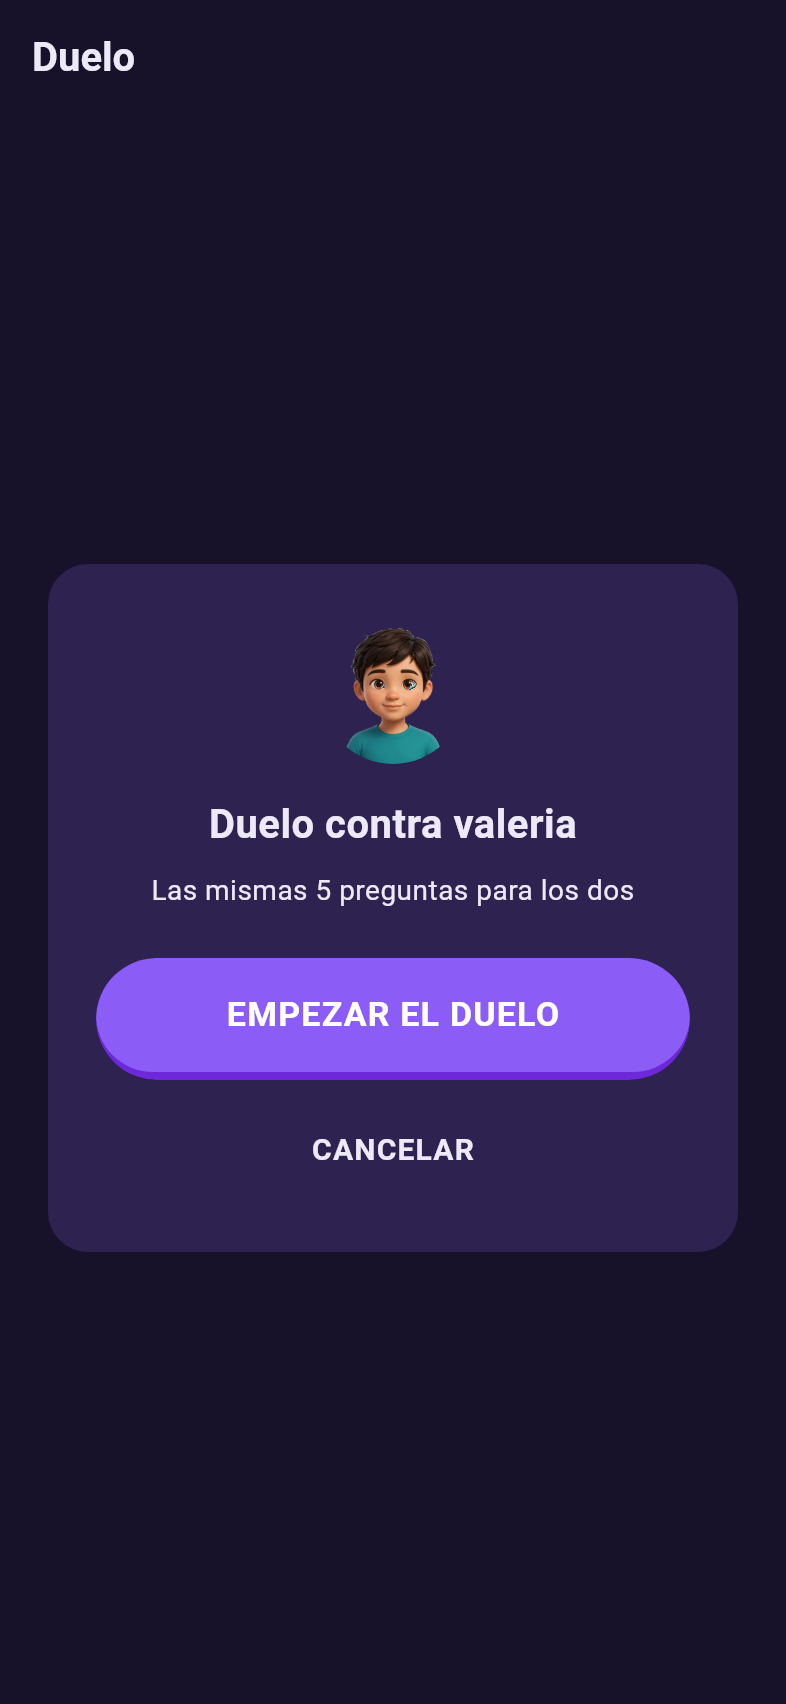 Duelo
Duelo contra valeria
Las mismas 5 preguntas para los dos
EMPEZAR EL DUELO
CANCELAR